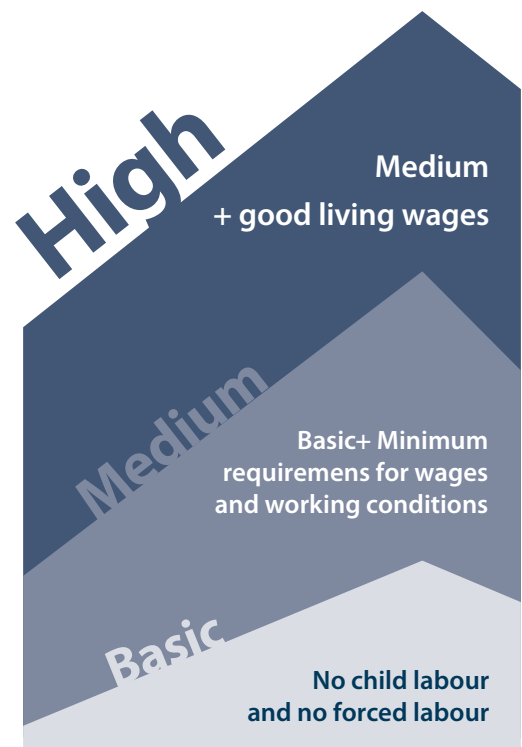 High
Medium
+ good living wages
Medium
Basic+ Minimum
requiremens for wages
and working conditions
Basic
No child labour
and no forced labour